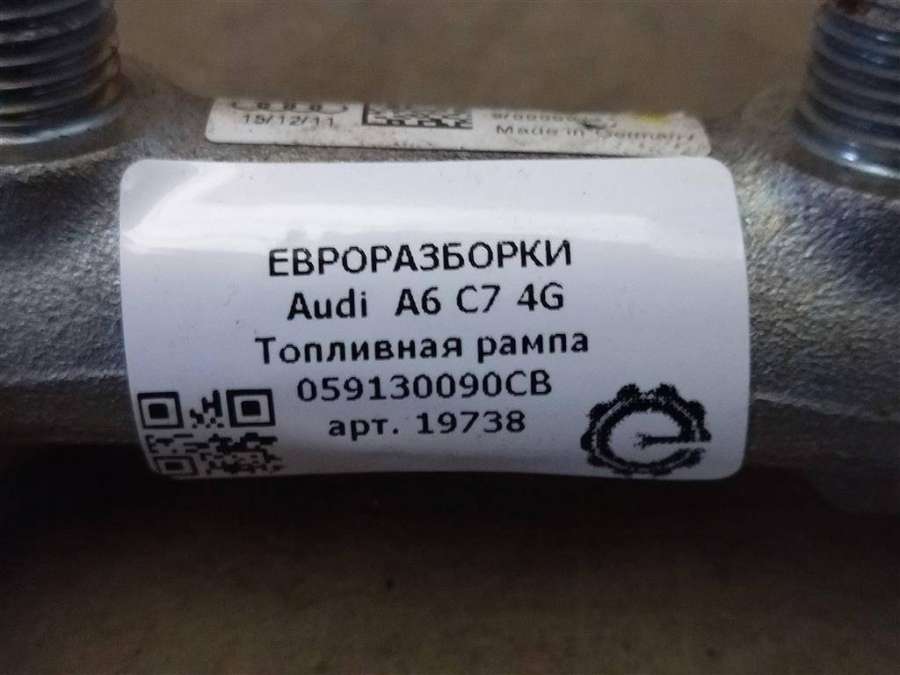 15/12/11
Made in Germany
ЕВРОРАЗБОРКИ
Audi A6 C7 4G
Топливная рампа
059130090CB
арт. 19738